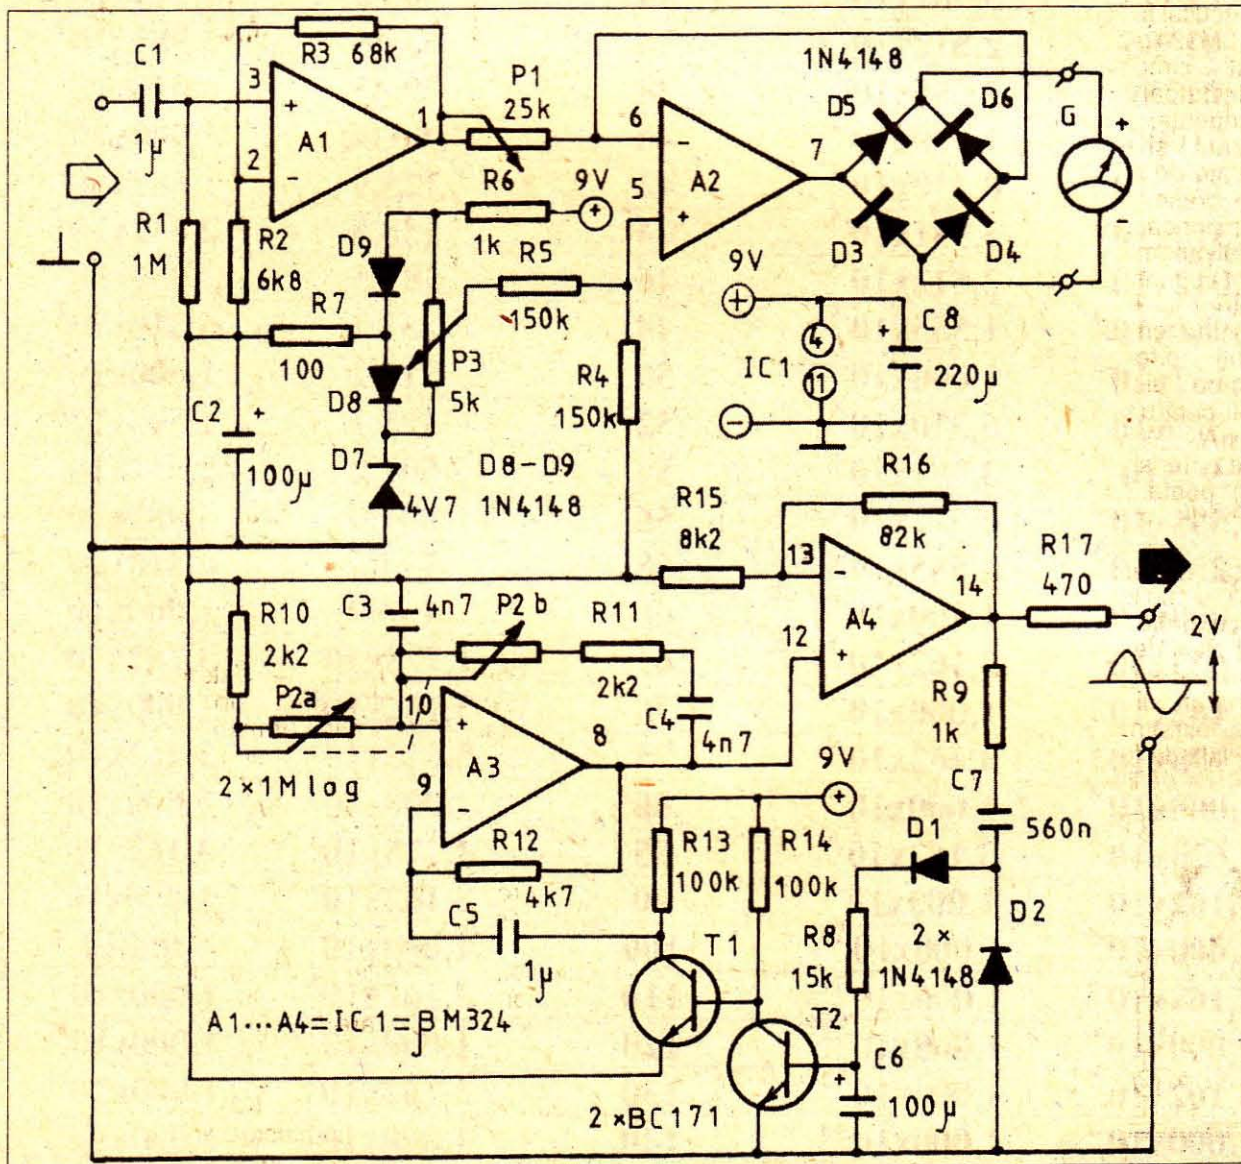 R3 68k
C1
1µ
3
+
A1
2
−
1
P1
25k
1N4148
D5
D6
G
+
−
6
−
5
+
A2
7
D3
D4
R6
1k
9V
+
R1
1M
R2
6k8
D9
R7
100
R5
150k
P3
5k
D8
R4
150k
C2
+
100µ
D7
4V7
D8-D9
1N4148
9V
+
−
IC1
4
11
+
C8
220µ
R16
82k
R15
8k2
13
−
12
+
A4
14
R17
470
2V
R10
2k2
C3
4n7
P2b
R11
2k2
P2a
10
+
9
−
A3
8
C4
4n7
2×1M log
R9
1k
C7
560n
9V
+
R12
4k7
R13
100k
R14
100k
C5
1µ
T1
D1
D2
R8
15k
2×
1N4148
A1...A4=IC1=βM324
T2
C6
+
100µ
2×BC171